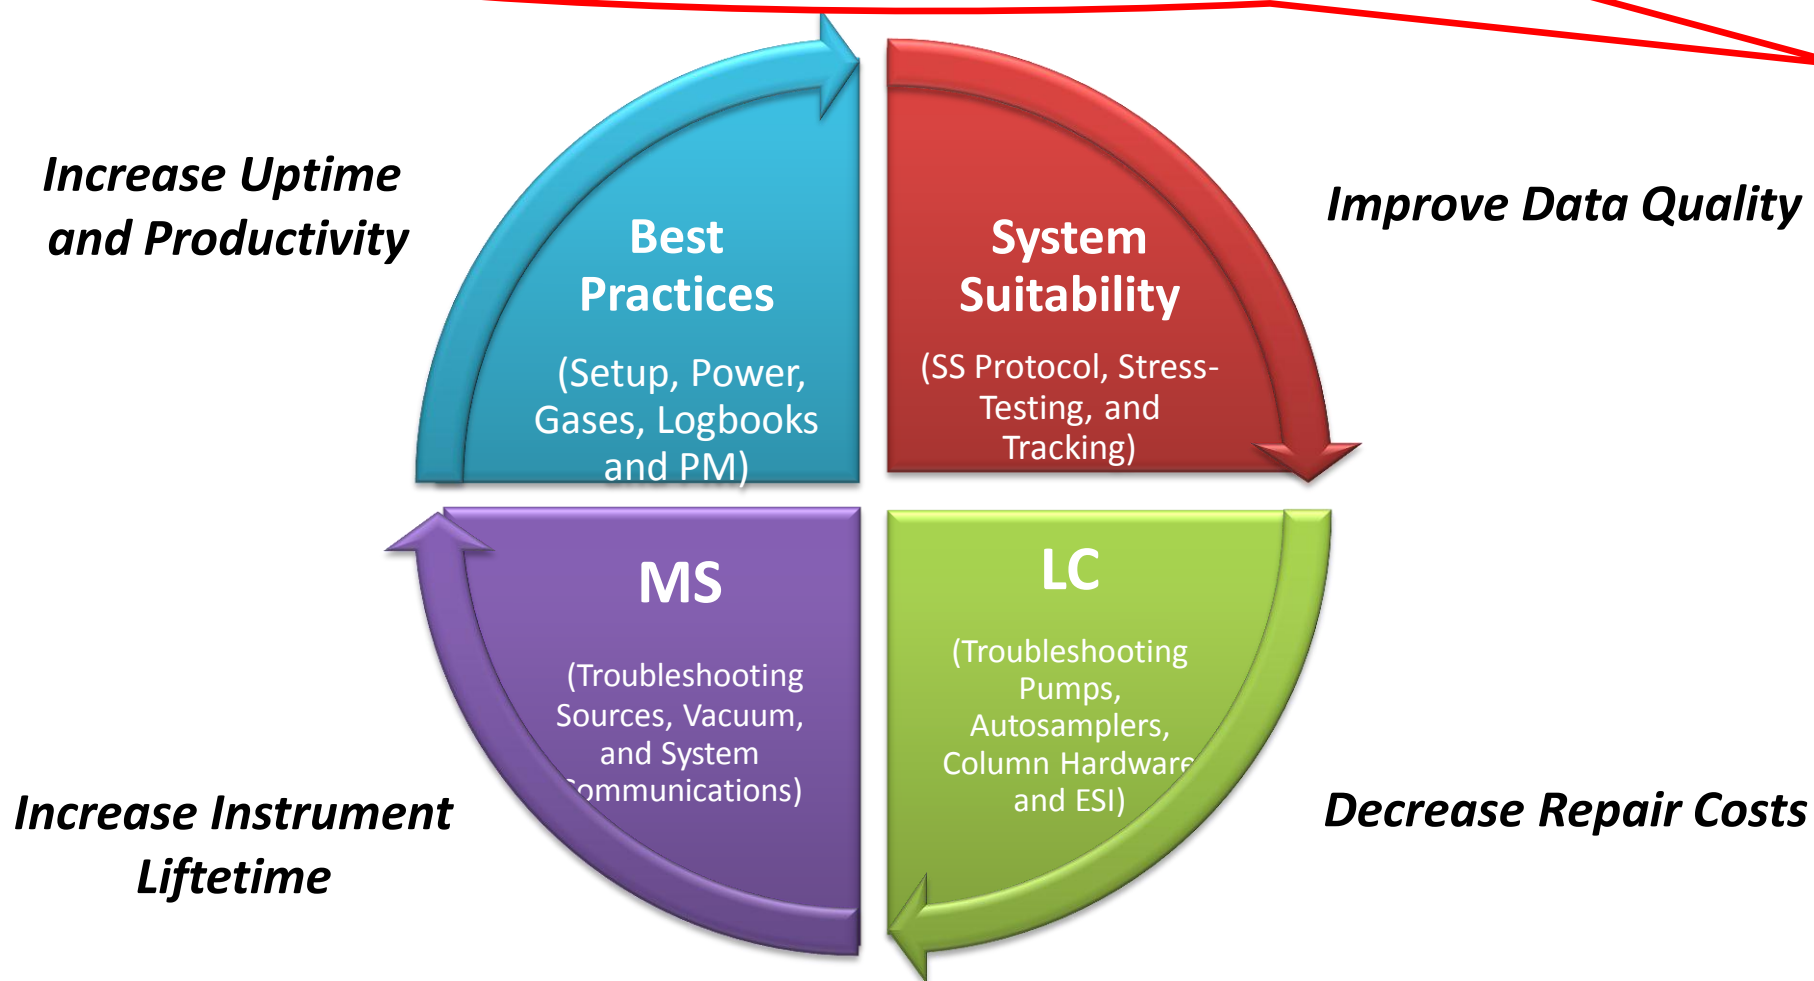 Increase Uptime
and Productivity
Best
Practices
(Setup, Power,
Gases, Logbooks
and PM)
System
Suitability
(SS Protocol, Stress-
Testing, and
Tracking)
Improve Data Quality
MS
(Troubleshooting
Sources, Vacuum,
and System
Communications)
LC
(Troubleshooting
Pumps,
Autosamplers,
Column Hardware
and ESI)
Increase Instrument
Liftetime
Decrease Repair Costs